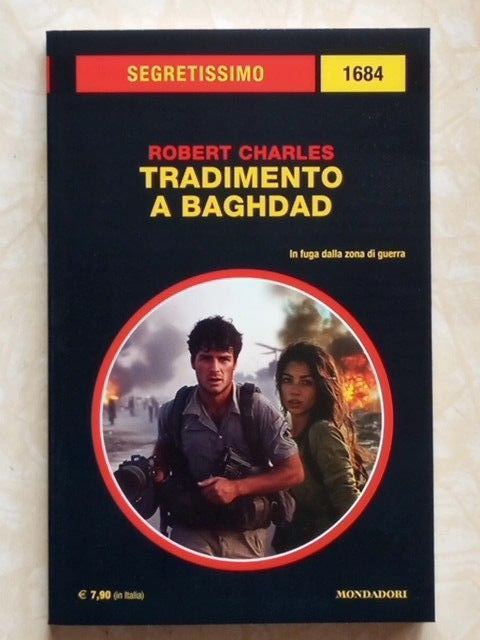 SEGRETISSIMO
1684
ROBERT CHARLES
TRADIMENTO
A BAGHDAD
In fuga dalla zona di guerra
€ 7,90 (in Italia)
MONDADORI